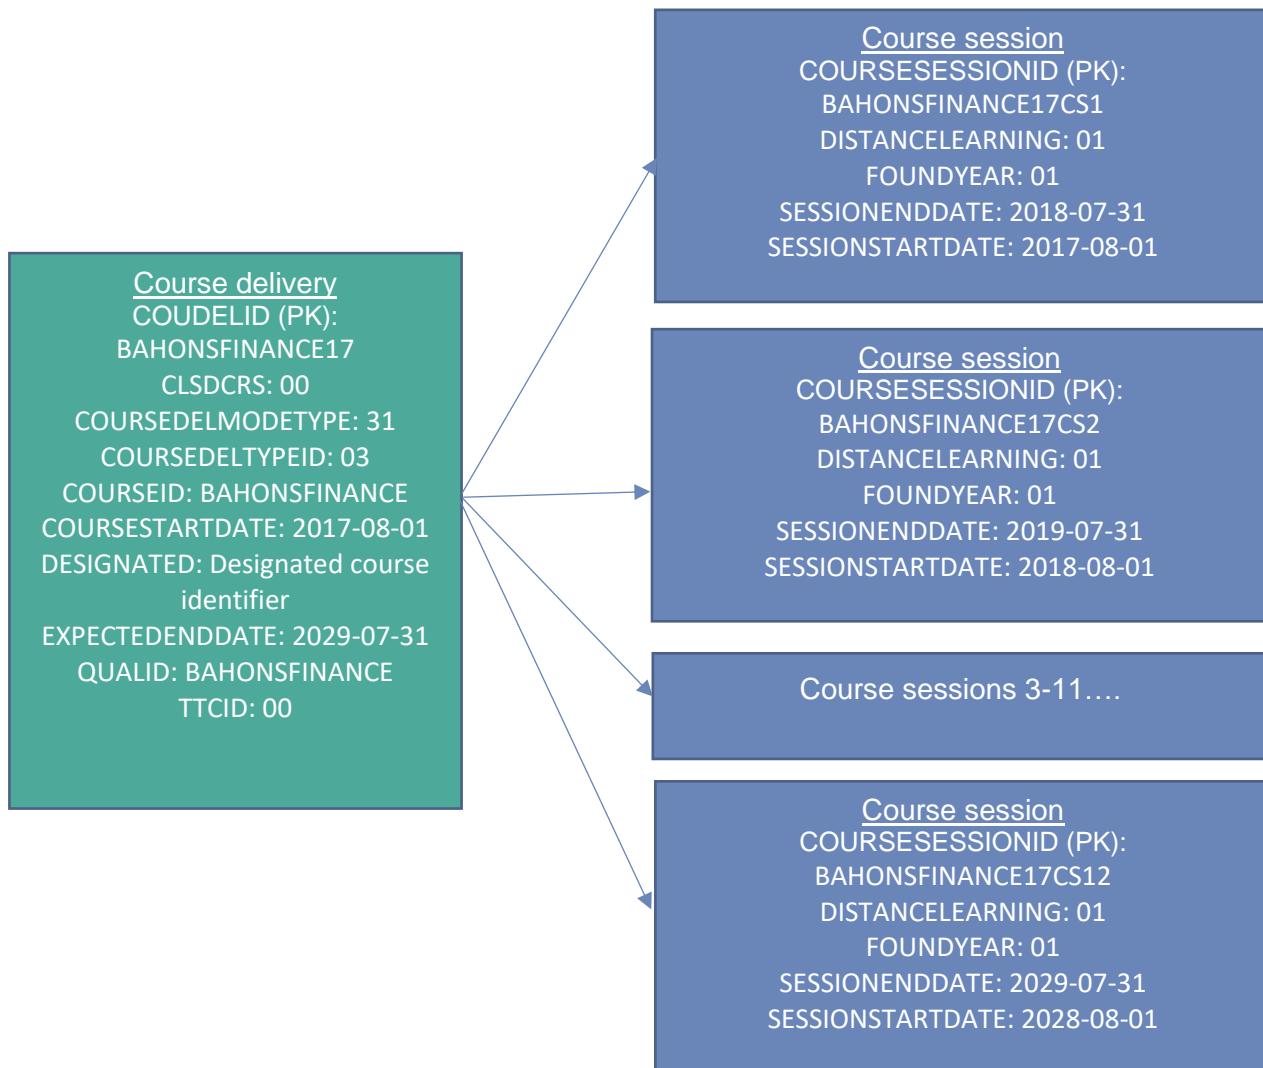 Course delivery
COUDELID (PK):
BAHONSFINANCE17
CLSDCRS: 00
COURSEDELMODETYPE: 31
COURSEDELTYPEID: 03
COURSEID: BAHONSFINANCE
COURSESTARTDATE: 2017-08-01
DESIGNATED: Designated course
identifier
EXPECTEDENDDATE: 2029-07-31
QUALID: BAHONSFINANCE
TTCID: 00
Course session
COURSESESSIONID (PK):
BAHONSFINANCE17CS1
DISTANCELEARNING: 01
FOUNDYEAR: 01
SESSIONENDDATE: 2018-07-31
SESSIONSTARTDATE: 2017-08-01
Course session
COURSESESSIONID (PK):
BAHONSFINANCE17CS2
DISTANCELEARNING: 01
FOUNDYEAR: 01
SESSIONENDDATE: 2019-07-31
SESSIONSTARTDATE: 2018-08-01
Course sessions 3-11….
Course session
COURSESESSIONID (PK):
BAHONSFINANCE17CS12
DISTANCELEARNING: 01
FOUNDYEAR: 01
SESSIONENDDATE: 2029-07-31
SESSIONSTARTDATE: 2028-08-01